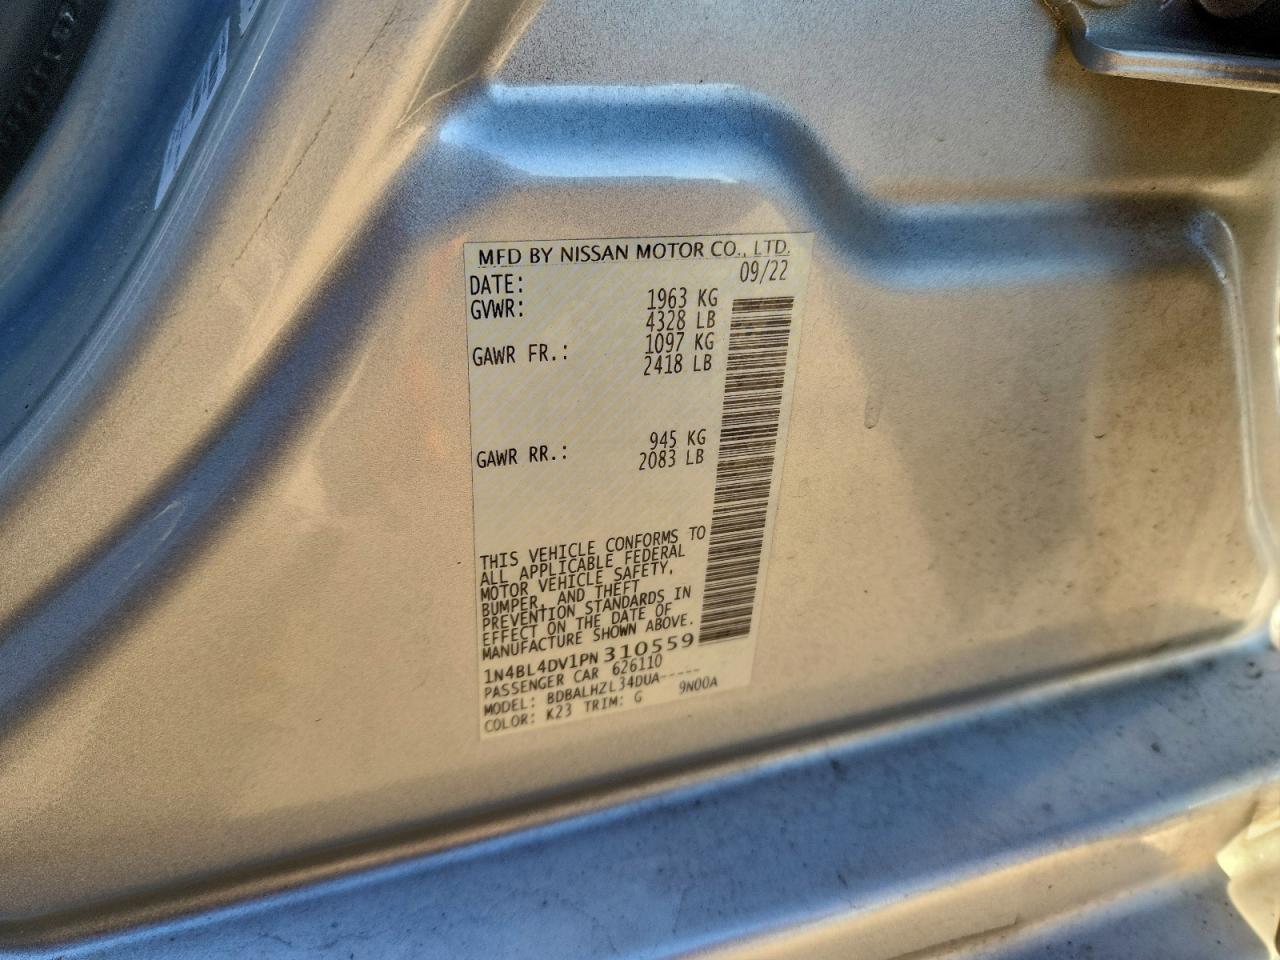 MFD BY NISSAN MOTOR CO., LTD.
DATE: 09/22
GVWR: 1963 KG
4328 LB
GAWR FR.: 1097 KG
2418 LB
GAWR RR.: 945 KG
2083 LB
THIS VEHICLE CONFORMS TO
ALL APPLICABLE FEDERAL
MOTOR VEHICLE SAFETY,
BUMPER, AND THEFT
PREVENTION STANDARDS IN
EFFECT ON THE DATE OF
MANUFACTURE SHOWN ABOVE.
1N4BL4DV1PN310559
PASSENGER CAR 626110
MODEL: BDBALHZL34DUA-----
COLOR: K23 TRIM: G 9N00A